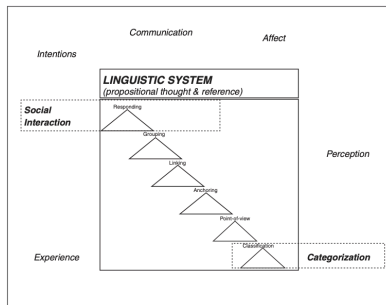 Communication
Affect
Intentions
LINGUISTIC SYSTEM
(propositional thought & reference)
Social
Interaction
Responding
Grouping
Linking
Anchoring
Perception
Point-of-view
Classification
Experience
Categorization